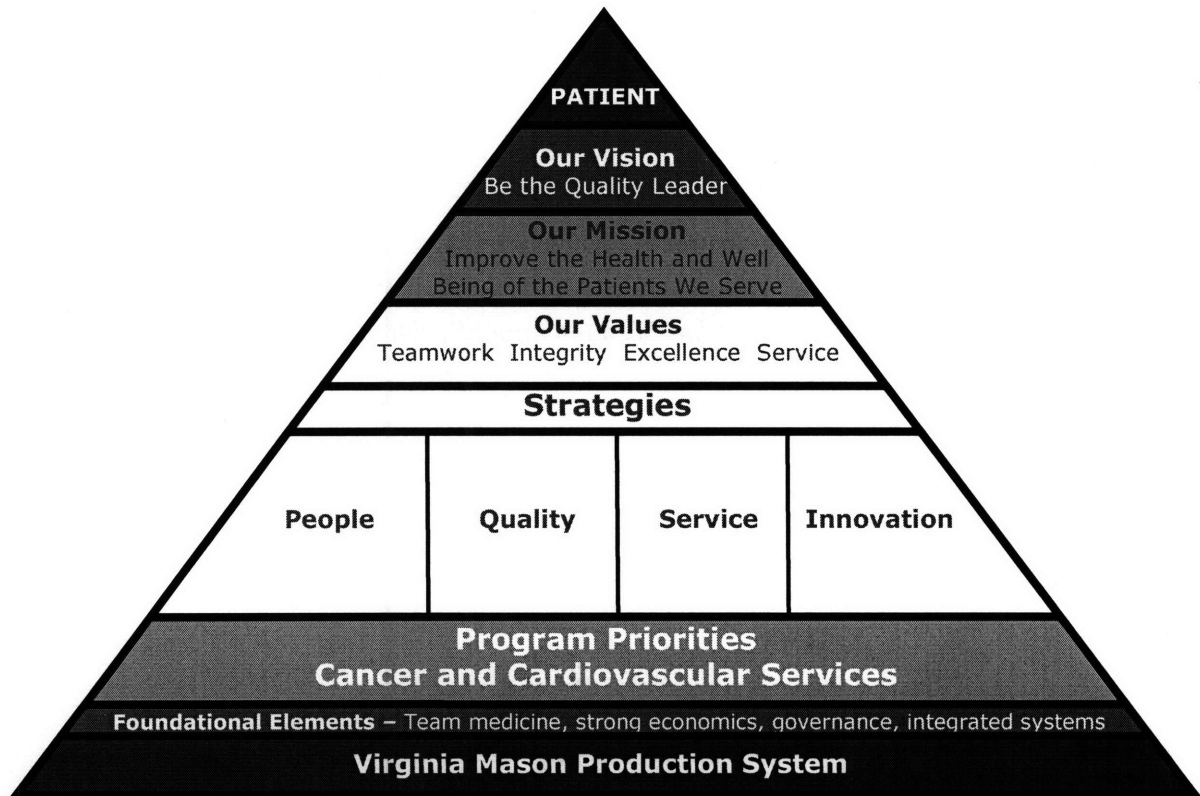 PATIENT
Our Vision
Be the Quality Leader
Our Mission
Improve the Health and Well
Being of the Patients We Serve
Our Values
Teamwork Integrity Excellence Service
Strategies
People Quality Service Innovation
Program Priorities
Cancer and Cardiovascular Services
Foundational Elements – Team medicine, strong economics, governance, integrated systems
Virginia Mason Production System